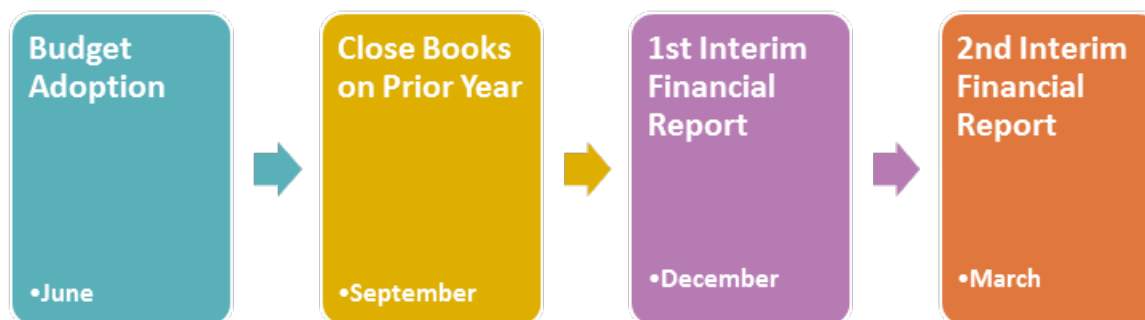 Budget
Adoption
•June
Close Books
on Prior Year
•September
1st Interim
Financial
Report
•December
2nd Interim
Financial
Report
•March